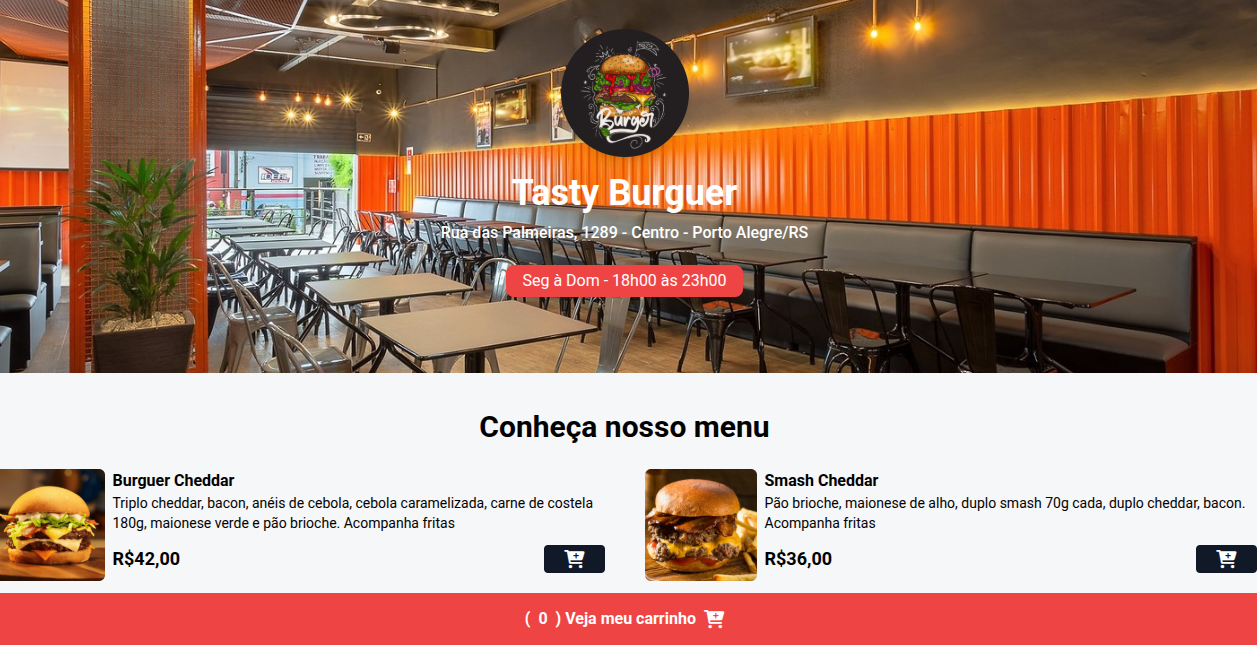 Burger
Tasty Burguer
Rua das Palmeiras, 1289 - Centro - Porto Alegre/RS
Seg à Dom - 18h00 às 23h00
Conheça nosso menu
Burguer Cheddar
Triplo cheddar, bacon, anéis de cebola, cebola caramelizada, carne de costela
180g, maionese verde e pão brioche. Acompanha fritas
R$42,00
Smash Cheddar
Pão brioche, maionese de alho, duplo smash 70g cada, duplo cheddar, bacon.
Acompanha fritas
R$36,00
( 0 ) Veja meu carrinho